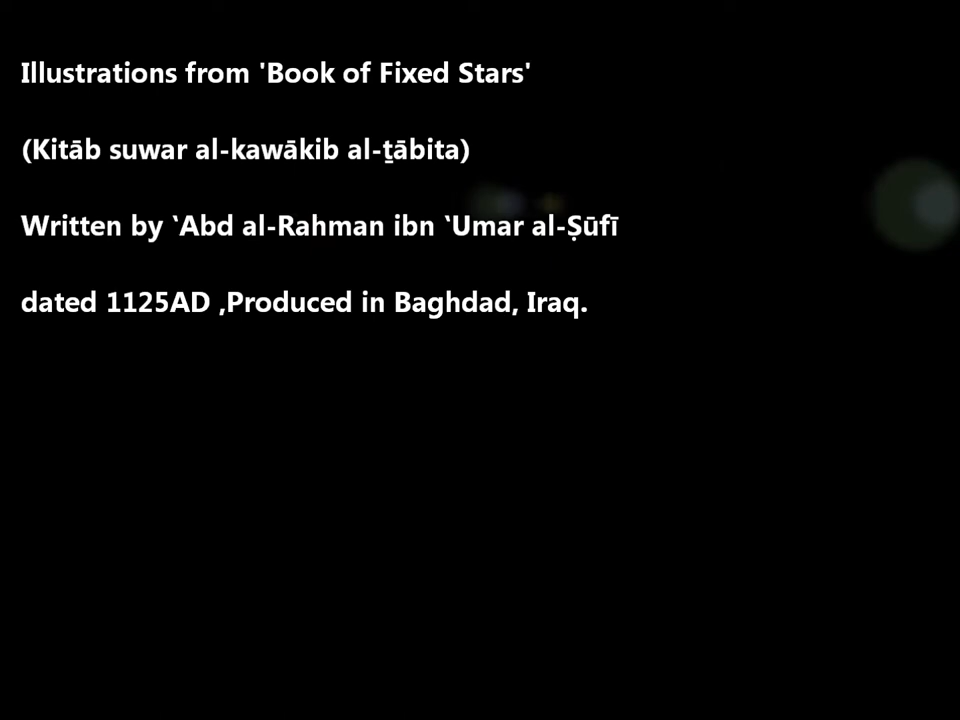 Illustrations from 'Book of Fixed Stars'
(Kitāb suwar al-kawākib al-ṯābita)
Written by ‛Abd al-Rahman ibn ‛Umar al-Ṣūfī
dated 1125AD ,Produced in Baghdad, Iraq.